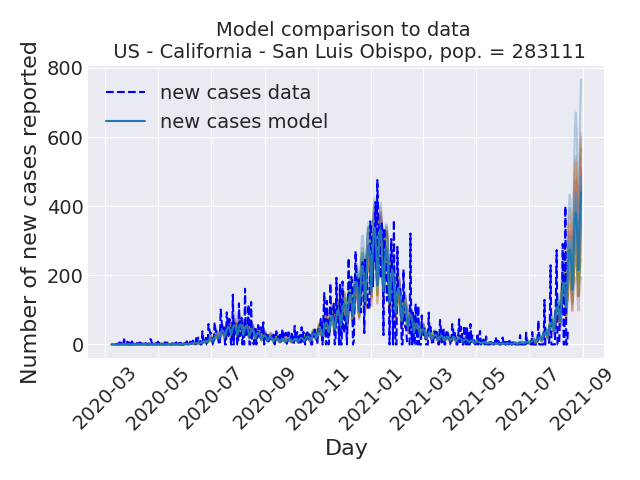 Model comparison to data
US - California - San Luis Obispo, pop. = 283111
Number of new cases reported
800
600
400
200
0
new cases data
new cases model
2020-03
2020-05
2020-07
2020-09
2020-11
2021-01
2021-03
2021-05
2021-07
2021-09
Day